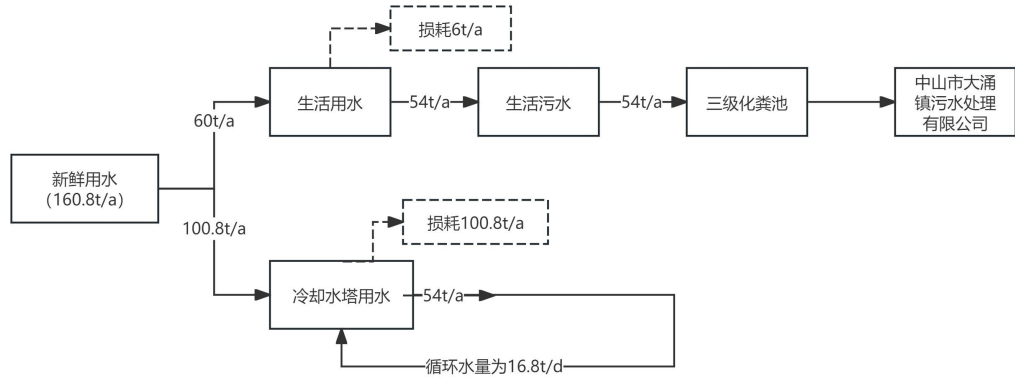 损耗6t/a
生活用水
54t/a
生活污水
54t/a
三级化粪池
中山市大涌
镇污水处理
有限公司
60t/a
新鲜用水
（160.8t/a）
100.8t/a
损耗100.8t/a
冷却水塔用水
54t/a
循环水量为16.8t/d